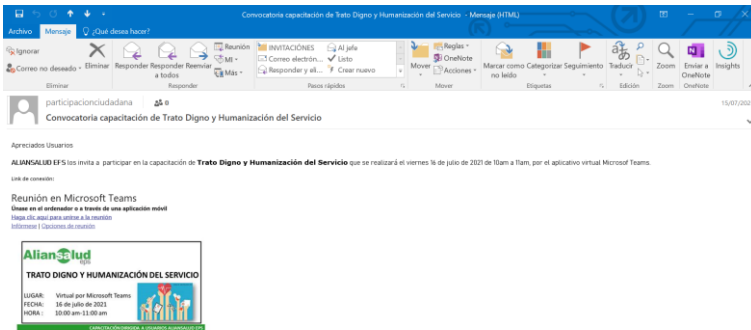 Convocatoria capacitación de Trato Digno y Humanización del Servicio - Mensaje (HTML)
Archivo Mensaje ¿Qué desea hacer?
Ignorar
Correo no deseado
Eliminar
Responder Responder a todos Reenviar
Reunión
MI
Más
INVITACIÓNES
Correo electrón...
Responder y eli...
Al jefe
Listo
Crear nuevo
Mover
Reglas
OneNote
Acciones
Marcar como no leído
Categorizar
Seguimiento
Traducir
Zoom
Enviar a OneNote
Insights
Eliminar Responder Pasos rápidos Mover Etiquetas Edición Zoom OneNote
participacionciudadana 0 15/07/202
Convocatoria capacitación de Trato Digno y Humanización del Servicio
Apreciados Usuarios
ALIANSALUD EPS los invita a participar en la capacitación de Trato Digno y Humanización del Servicio que se realizará el viernes 16 de julio de 2021 de 10am a 11am, por el aplicativo virtual Microsof Teams.
Link de conexión:
Reunión en Microsoft Teams
Únase en el ordenador o a través de una aplicación móvil
Haga clic aquí para unirse a la reunión
Infórmese | Opciones de reunión
Aliansalud
eps
TRATO DIGNO Y HUMANIZACIÓN DEL SERVICIO
LUGAR: Virtual por Microsoft Teams
FECHA: 16 de julio de 2021
HORA : 10:00 am-11:00 am
CAPACITACIÓN DIRIGIDA A USUARIOS ALIANSALUD EPS